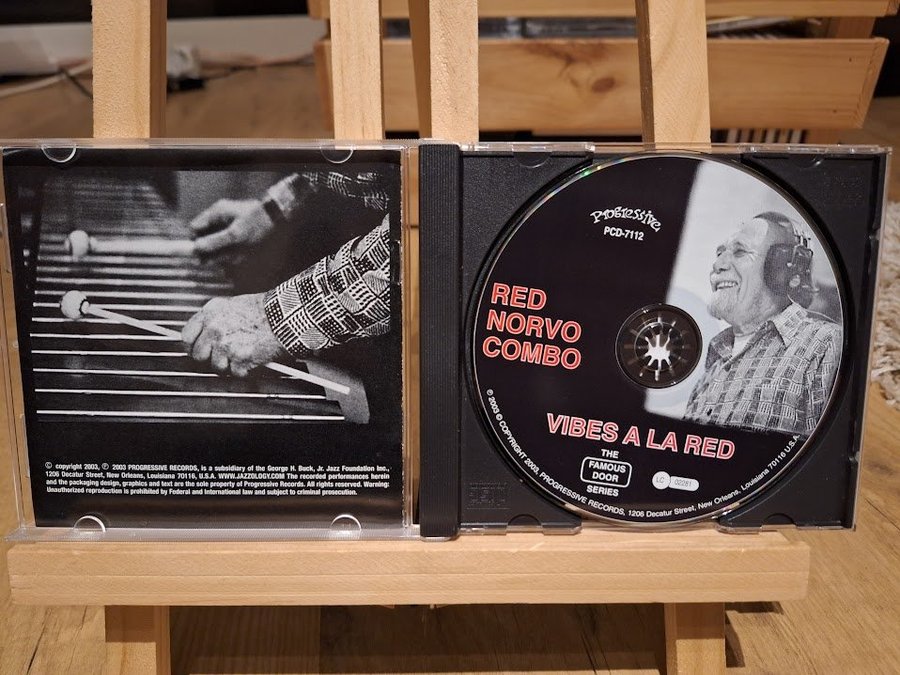 © copyright 2003, ℗ 2003 PROGRESSIVE RECORDS, is a subsidiary of the George H. Buck, Jr. Jazz Foundation Inc.,
1206 Decatur Street, New Orleans, Louisiana 70116, U.S.A. WWW.JAZZOLOGY.COM The recorded performances herein
and the packaging design, graphics and text are the sole property of Progressive Records. All rights reserved. Warning:
Unauthorized reproduction is prohibited by Federal and International law and subject to criminal prosecution.
Progressive
PCD-7112
RED
NORVO
COMBO
VIBES A LA RED
THE
FAMOUS
DOOR
SERIES
LC 02281
℗ 2003 © COPYRIGHT 2003, PROGRESSIVE RECORDS, 1206 Decatur Street, New Orleans, Louisiana 70116 U.S.A.